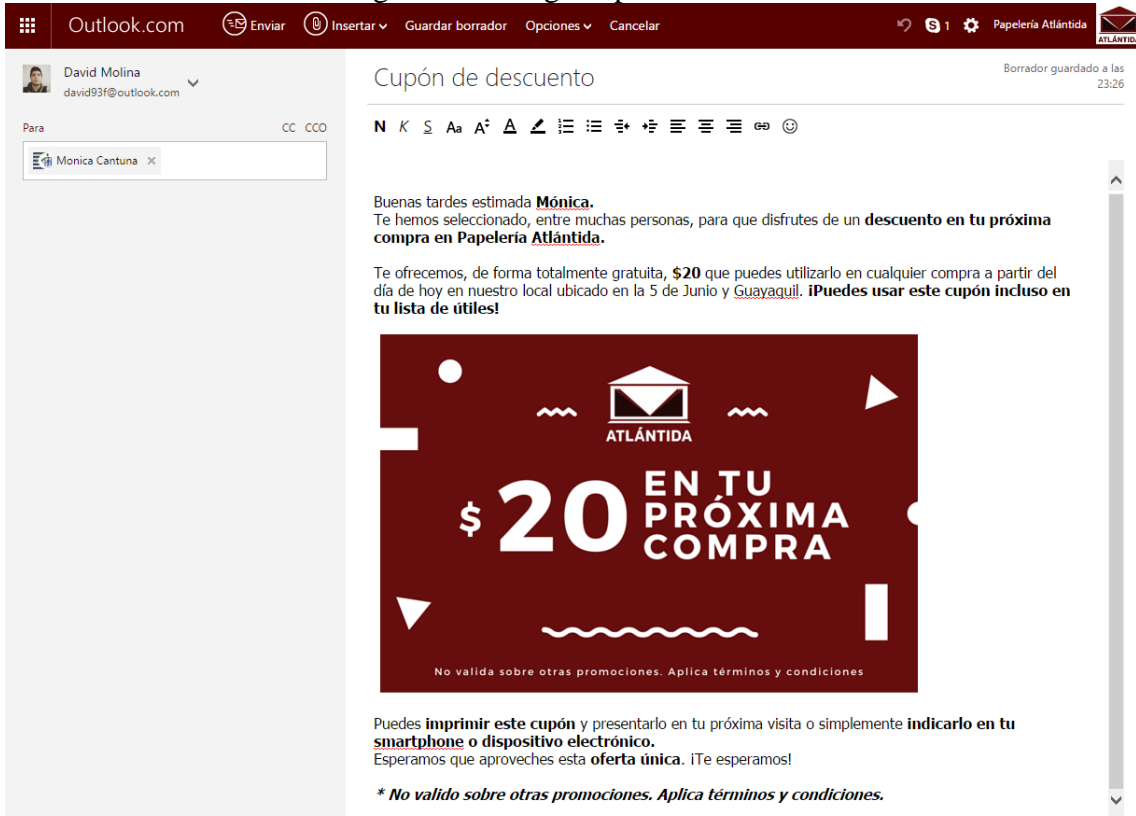 Outlook.com Enviar Insertar Guardar borrador Opciones Cancelar 1 Papelería Atlántida
ATLÁNTIDA
David Molina
david93f@outlook.com
Para CC CCO
Monica Cantuna
Cupón de descuento
Borrador guardado a las
23:26
N K S Aa A A
Buenas tardes estimada Mónica.
Te hemos seleccionado, entre muchas personas, para que disfrutes de un descuento en tu próxima
compra en Papelería Atlántida.
Te ofrecemos, de forma totalmente gratuita, $20 que puedes utilizarlo en cualquier compra a partir del
día de hoy en nuestro local ubicado en la 5 de Junio y Guayaquil. ¡Puedes usar este cupón incluso en
tu lista de útiles!
ATLÁNTIDA
$ 20 EN TU
PRÓXIMA
COMPRA
No valida sobre otras promociones. Aplica términos y condiciones
Puedes imprimir este cupón y presentarlo en tu próxima visita o simplemente indicarlo en tu
smartphone o dispositivo electrónico.
Esperamos que aproveches esta oferta única. ¡Te esperamos!
* No valido sobre otras promociones. Aplica términos y condiciones.